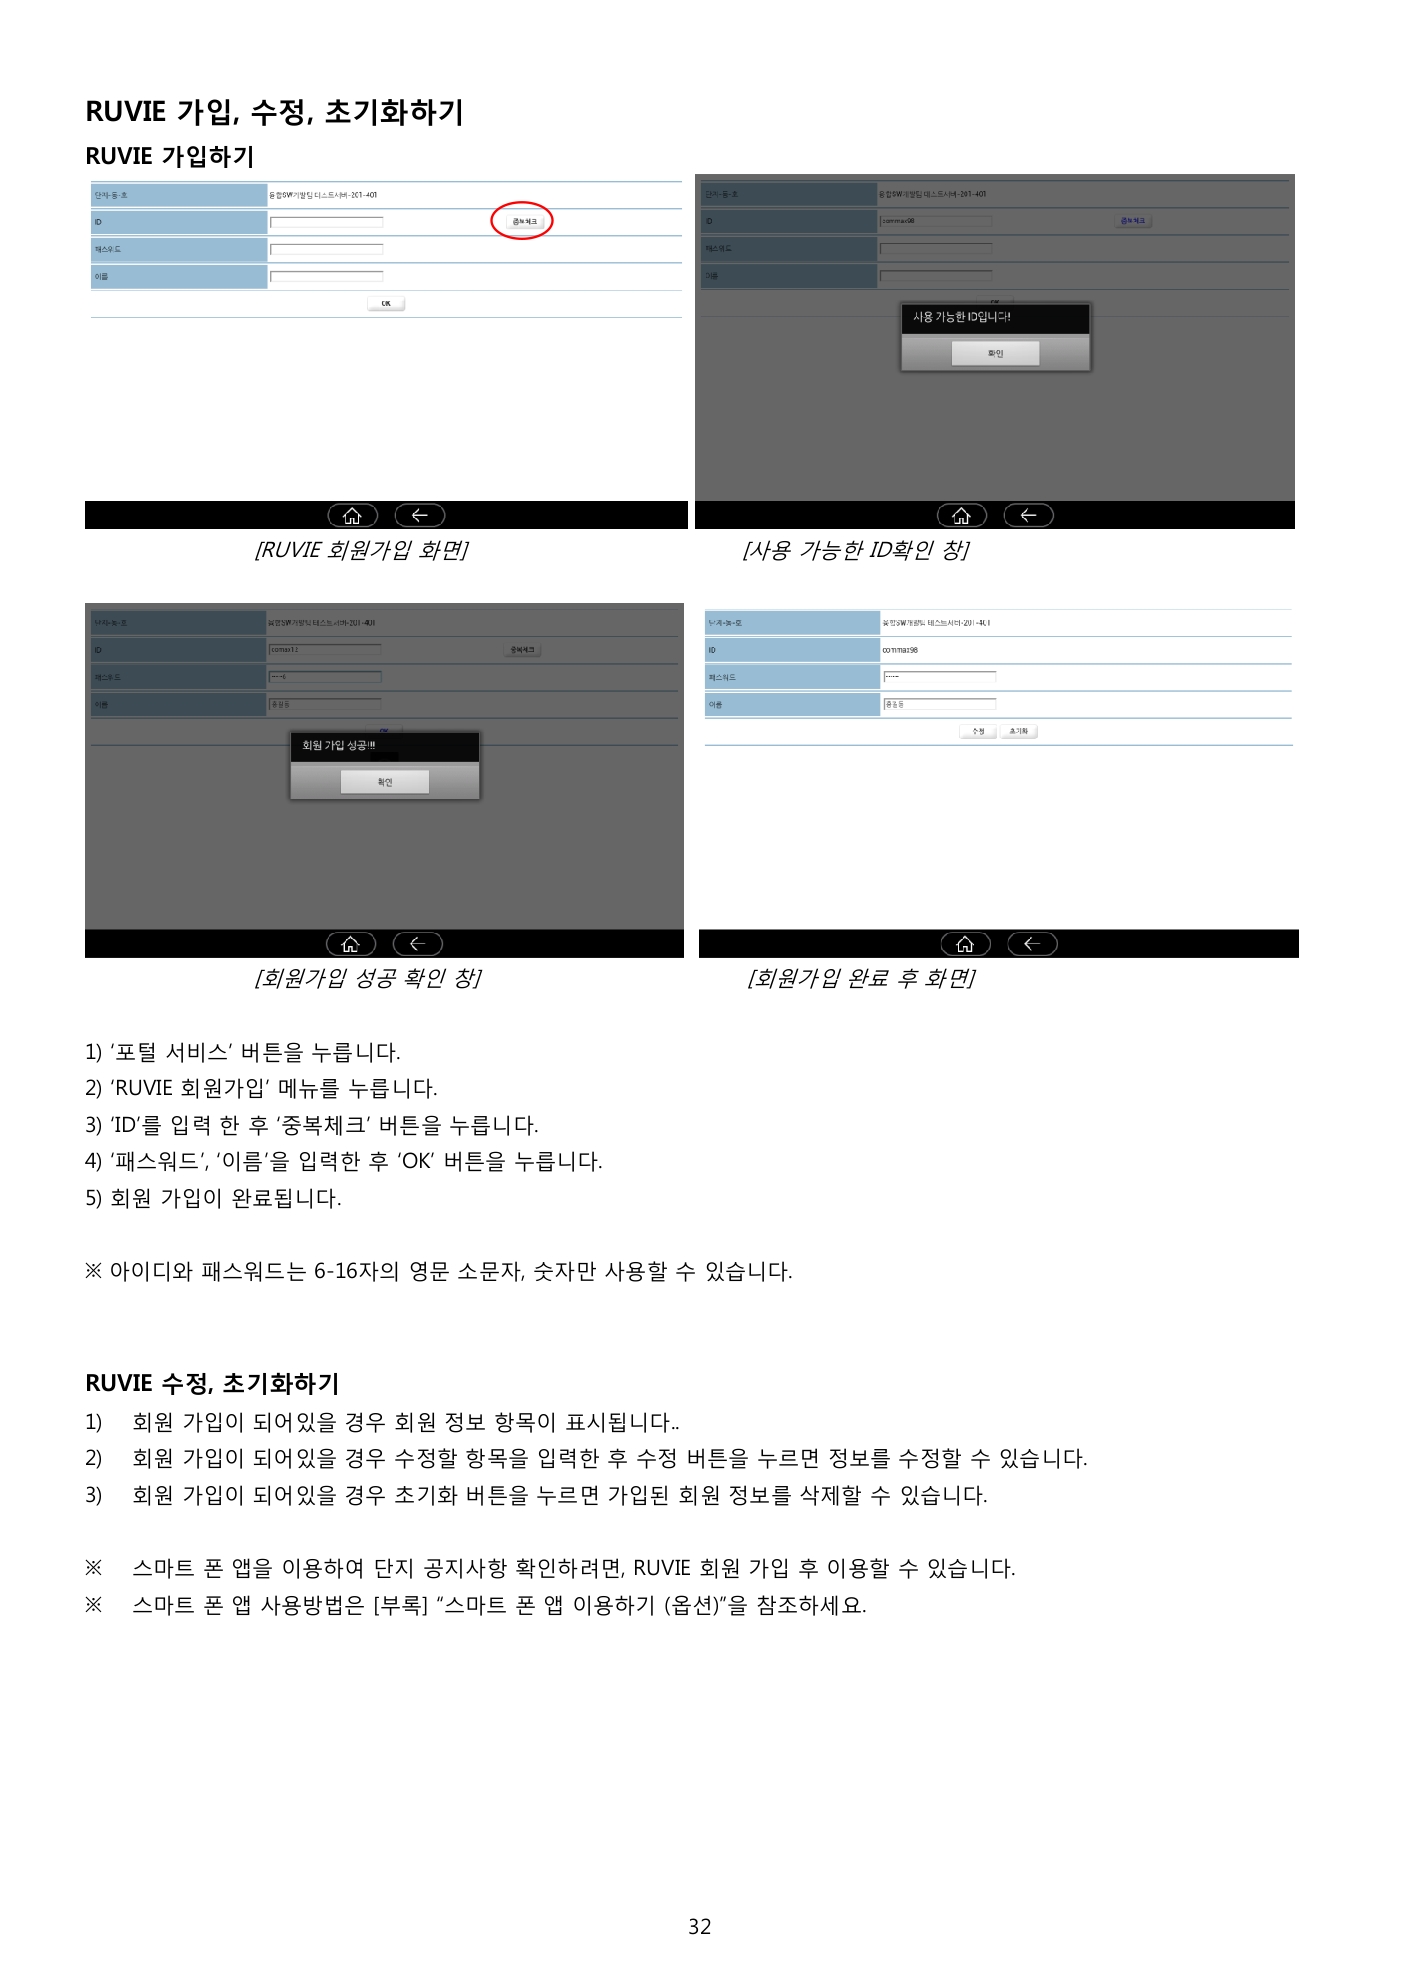 RUVIE 가입, 수정, 초기화하기
RUVIE 가입하기
단지-동-호 융합SW개발팀 테스트서버-201-401
ID 중복체크
패스워드
이름
OK
단지-동-호 융합SW개발팀 테스트서버-201-401
ID commax98 중복체크
패스워드
이름
OK
사용 가능한 ID입니다!
확인
[RUVIE 회원가입 화면] [사용 가능한 ID확인 창]
단지-동-호 융합SW개발팀 테스트서버-201-401
ID 중복체크
패스워드
이름 홍길동
OK
회원 가입 성공!!!
확인
단지-동-호 융합SW개발팀 테스트서버-201-401
ID commax98
패스워드
이름 홍길동
수정 초기화
[회원가입 성공 확인 창] [회원가입 완료 후 화면]
1) ‘포털 서비스’ 버튼을 누릅니다.
2) ‘RUVIE 회원가입’ 메뉴를 누릅니다.
3) ‘ID’를 입력 한 후 ‘중복체크’ 버튼을 누릅니다.
4) ‘패스워드’, ‘이름’을 입력한 후 ‘OK’ 버튼을 누릅니다.
5) 회원 가입이 완료됩니다.
※ 아이디와 패스워드는 6-16자의 영문 소문자, 숫자만 사용할 수 있습니다.
RUVIE 수정, 초기화하기
1) 회원 가입이 되어있을 경우 회원 정보 항목이 표시됩니다..
2) 회원 가입이 되어있을 경우 수정할 항목을 입력한 후 수정 버튼을 누르면 정보를 수정할 수 있습니다.
3) 회원 가입이 되어있을 경우 초기화 버튼을 누르면 가입된 회원 정보를 삭제할 수 있습니다.
※ 스마트 폰 앱을 이용하여 단지 공지사항 확인하려면, RUVIE 회원 가입 후 이용할 수 있습니다.
※ 스마트 폰 앱 사용방법은 [부록] “스마트 폰 앱 이용하기 (옵션)”을 참조하세요.
32